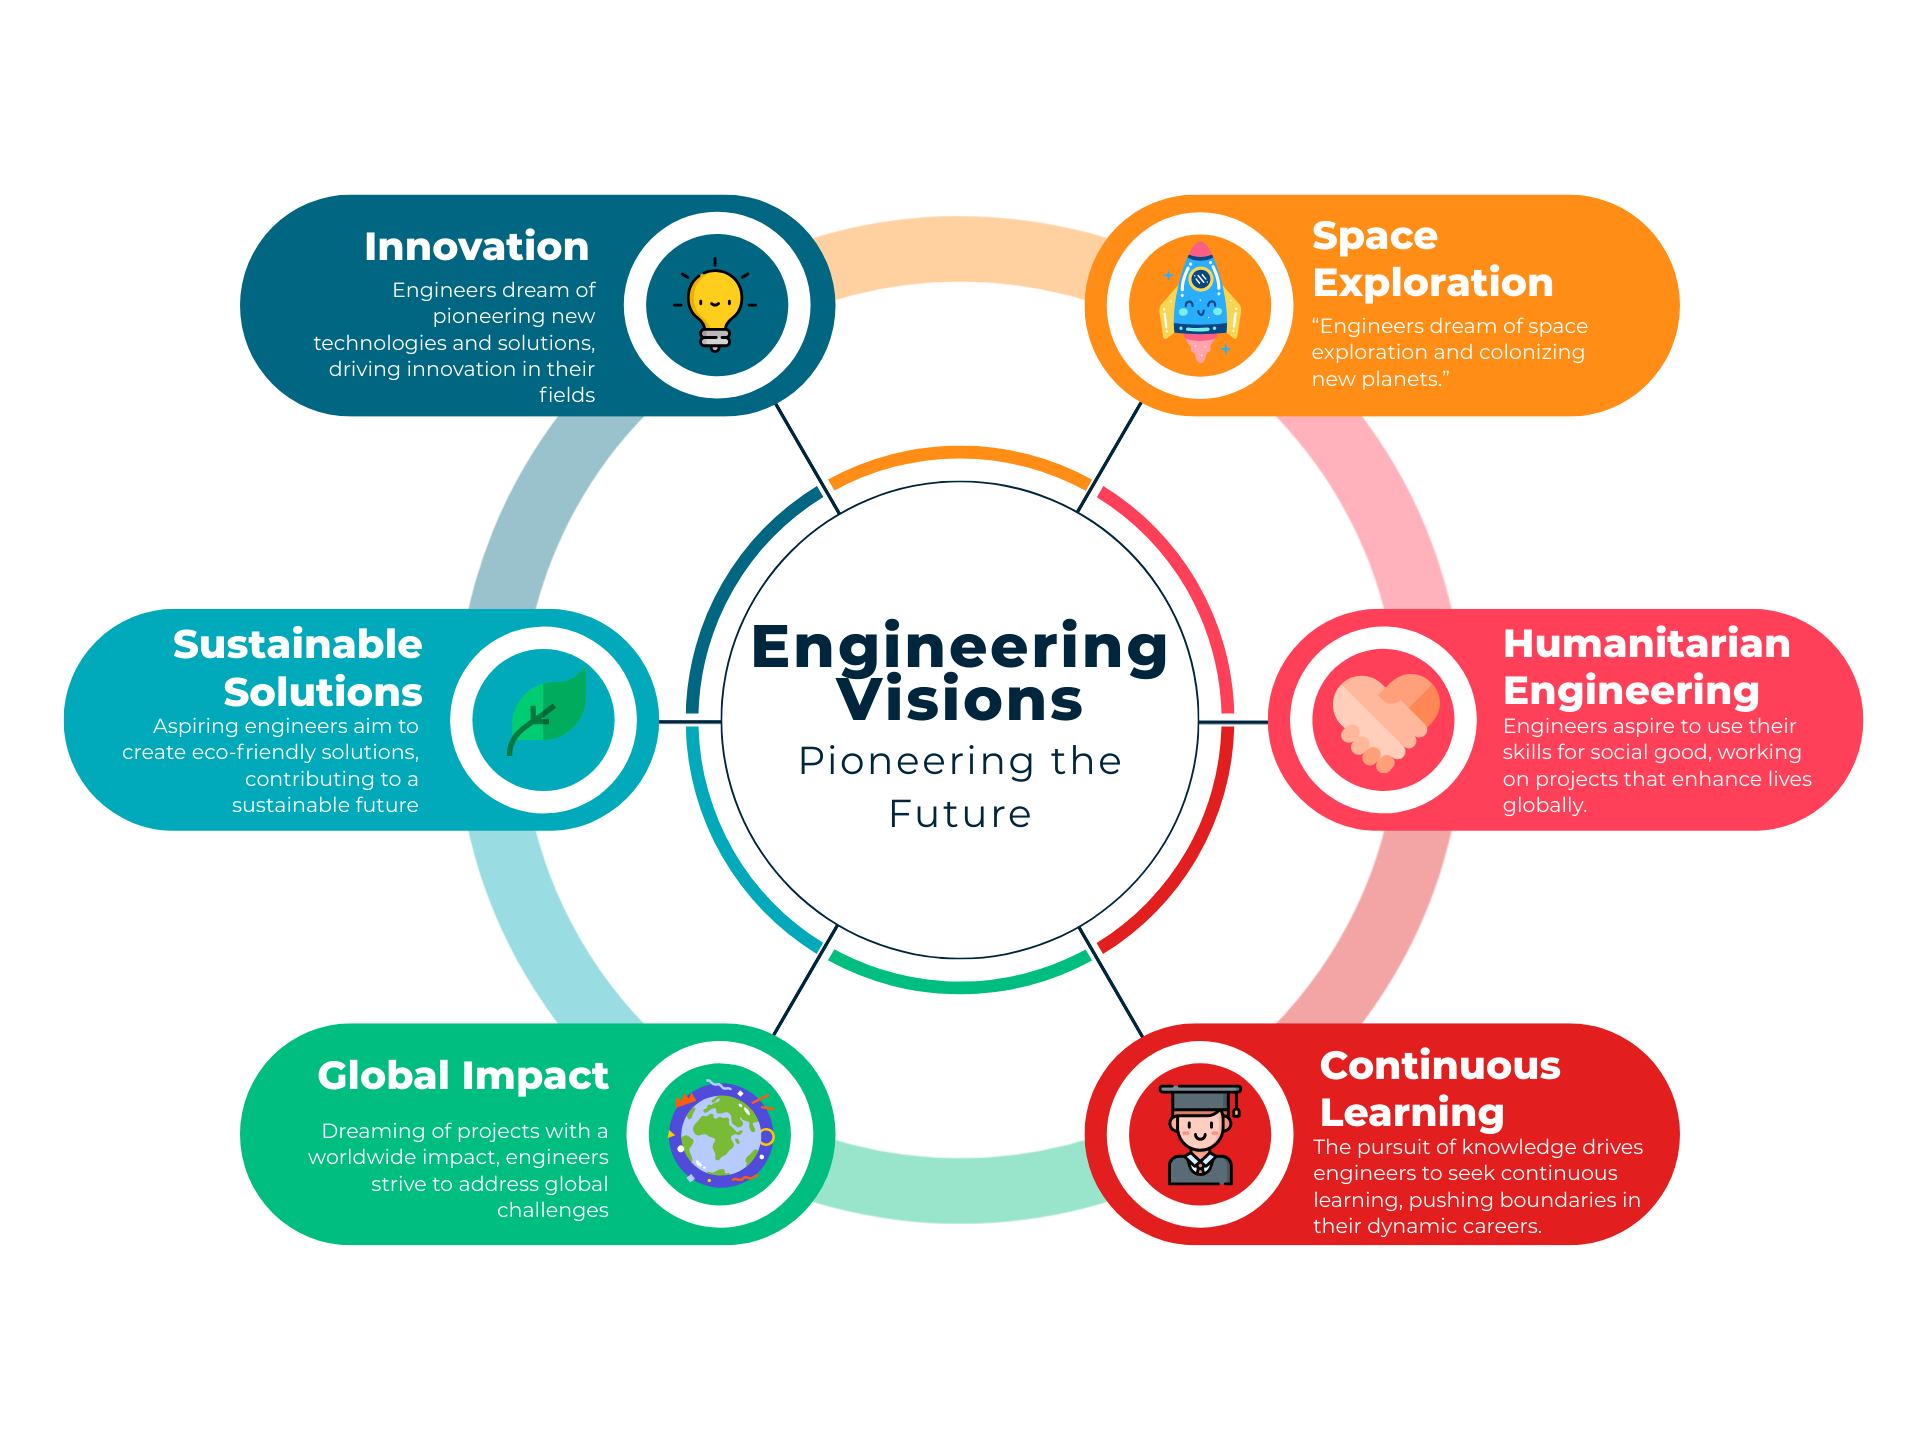 Engineering
Visions
Pioneering the
Future
Innovation
Engineers dream of
pioneering new
technologies and solutions,
driving innovation in their
fields
Space
Exploration
“Engineers dream of space
exploration and colonizing
new planets.”
Sustainable
Solutions
Aspiring engineers aim to
create eco-friendly solutions,
contributing to a
sustainable future
Humanitarian
Engineering
Engineers aspire to use their
skills for social good, working
on projects that enhance lives
globally.
Global Impact
Dreaming of projects with a
worldwide impact, engineers
strive to address global
challenges
Continuous
Learning
The pursuit of knowledge drives
engineers to seek continuous
learning, pushing boundaries in
their dynamic careers.